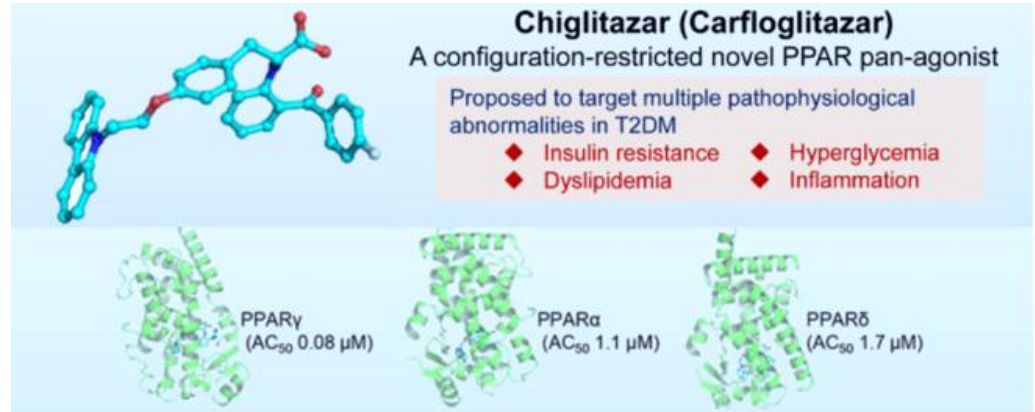 Chiglitazar (Carfloglitazar)
A configuration-restricted novel PPAR pan-agonist
Proposed to target multiple pathophysiological
abnormalities in T2DM
◆ Insulin resistance ◆ Hyperglycemia
◆ Dyslipidemia ◆ Inflammation
PPARγ
(AC₅₀ 0.08 µM)
PPARα
(AC₅₀ 1.1 µM)
PPARδ
(AC₅₀ 1.7 µM)